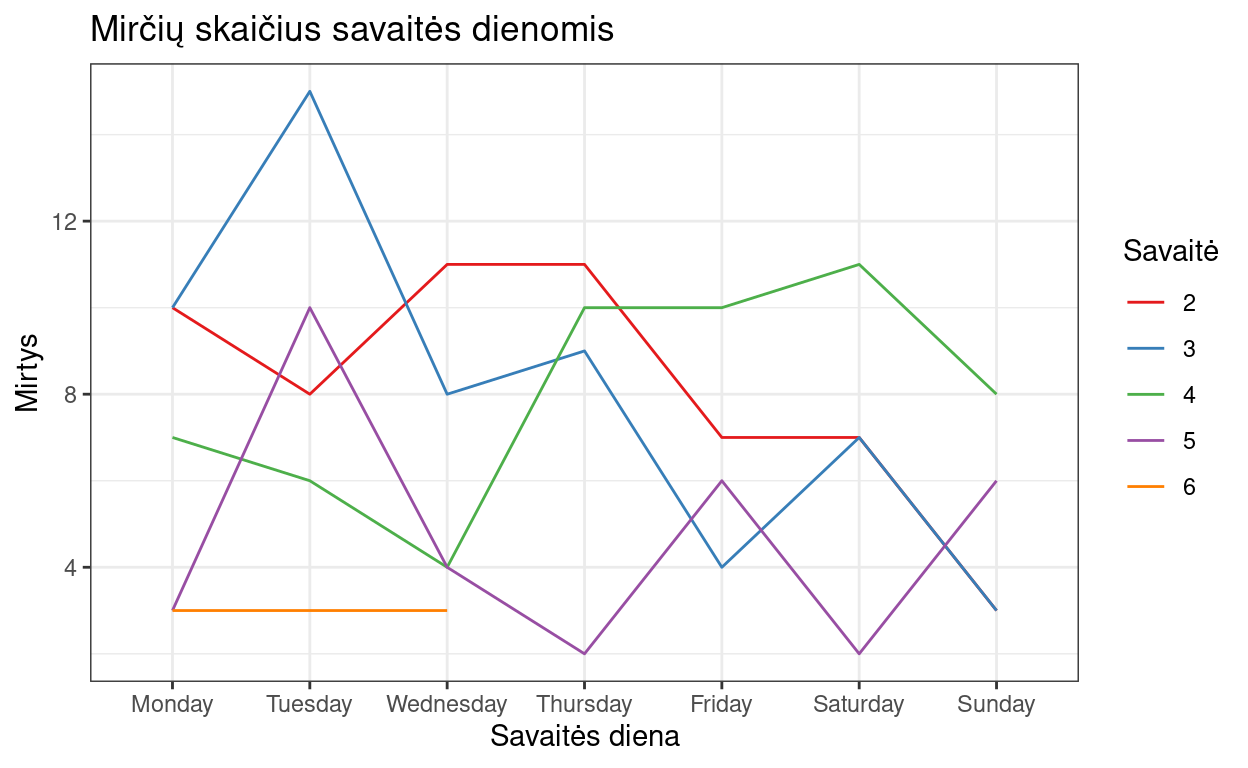 Mirčių skaičius savaitės dienomis
Mirtys
12
8
4
Monday Tuesday Wednesday Thursday Friday Saturday Sunday
Savaitės diena
Savaitė
2
3
4
5
6